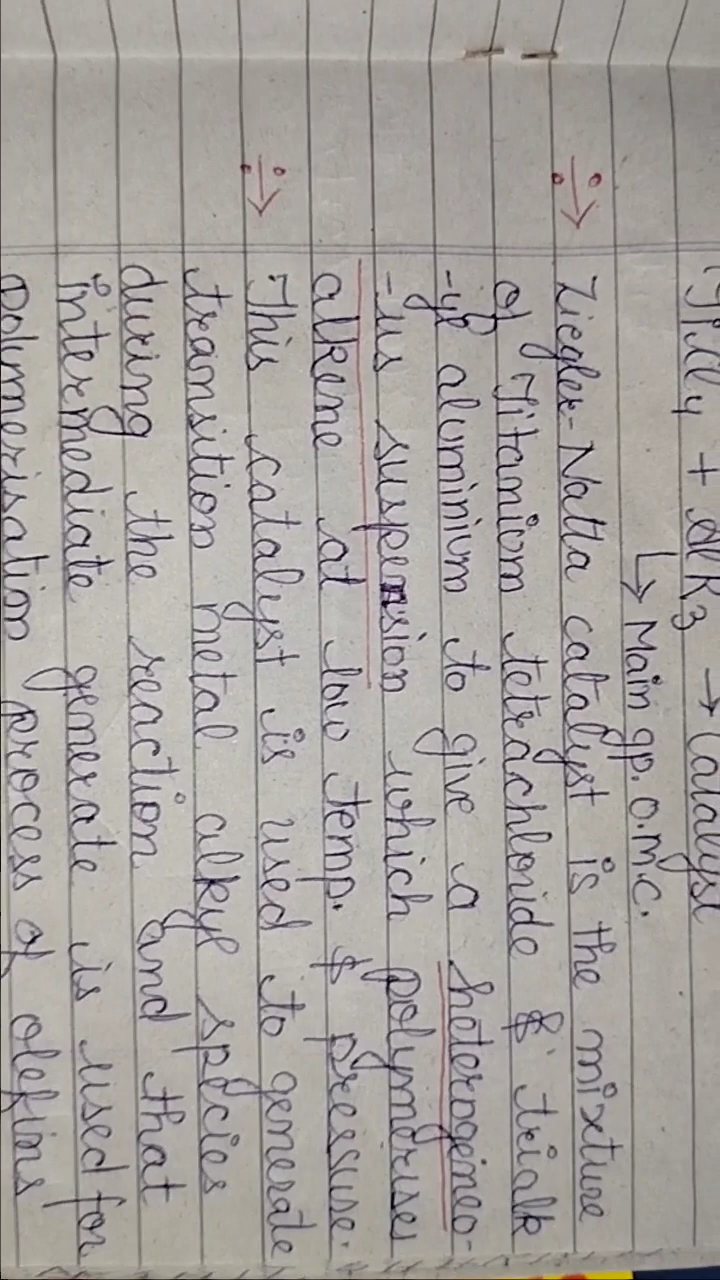 TiCl4 + AlR3 → Catalyst
↳ Main gp. O.M.C.
Ziegler-Natta catalyst is the mixture
of Titanium tetrachloride & trialk
-yl aluminium to give a heterogeneo-
-us suspension which polymerises
alkene at low temp. & pressure.
This catalyst is used to generate
transition metal alkyl species
during the reaction and that
intermediate generate is used for
polymerisation process of olefins